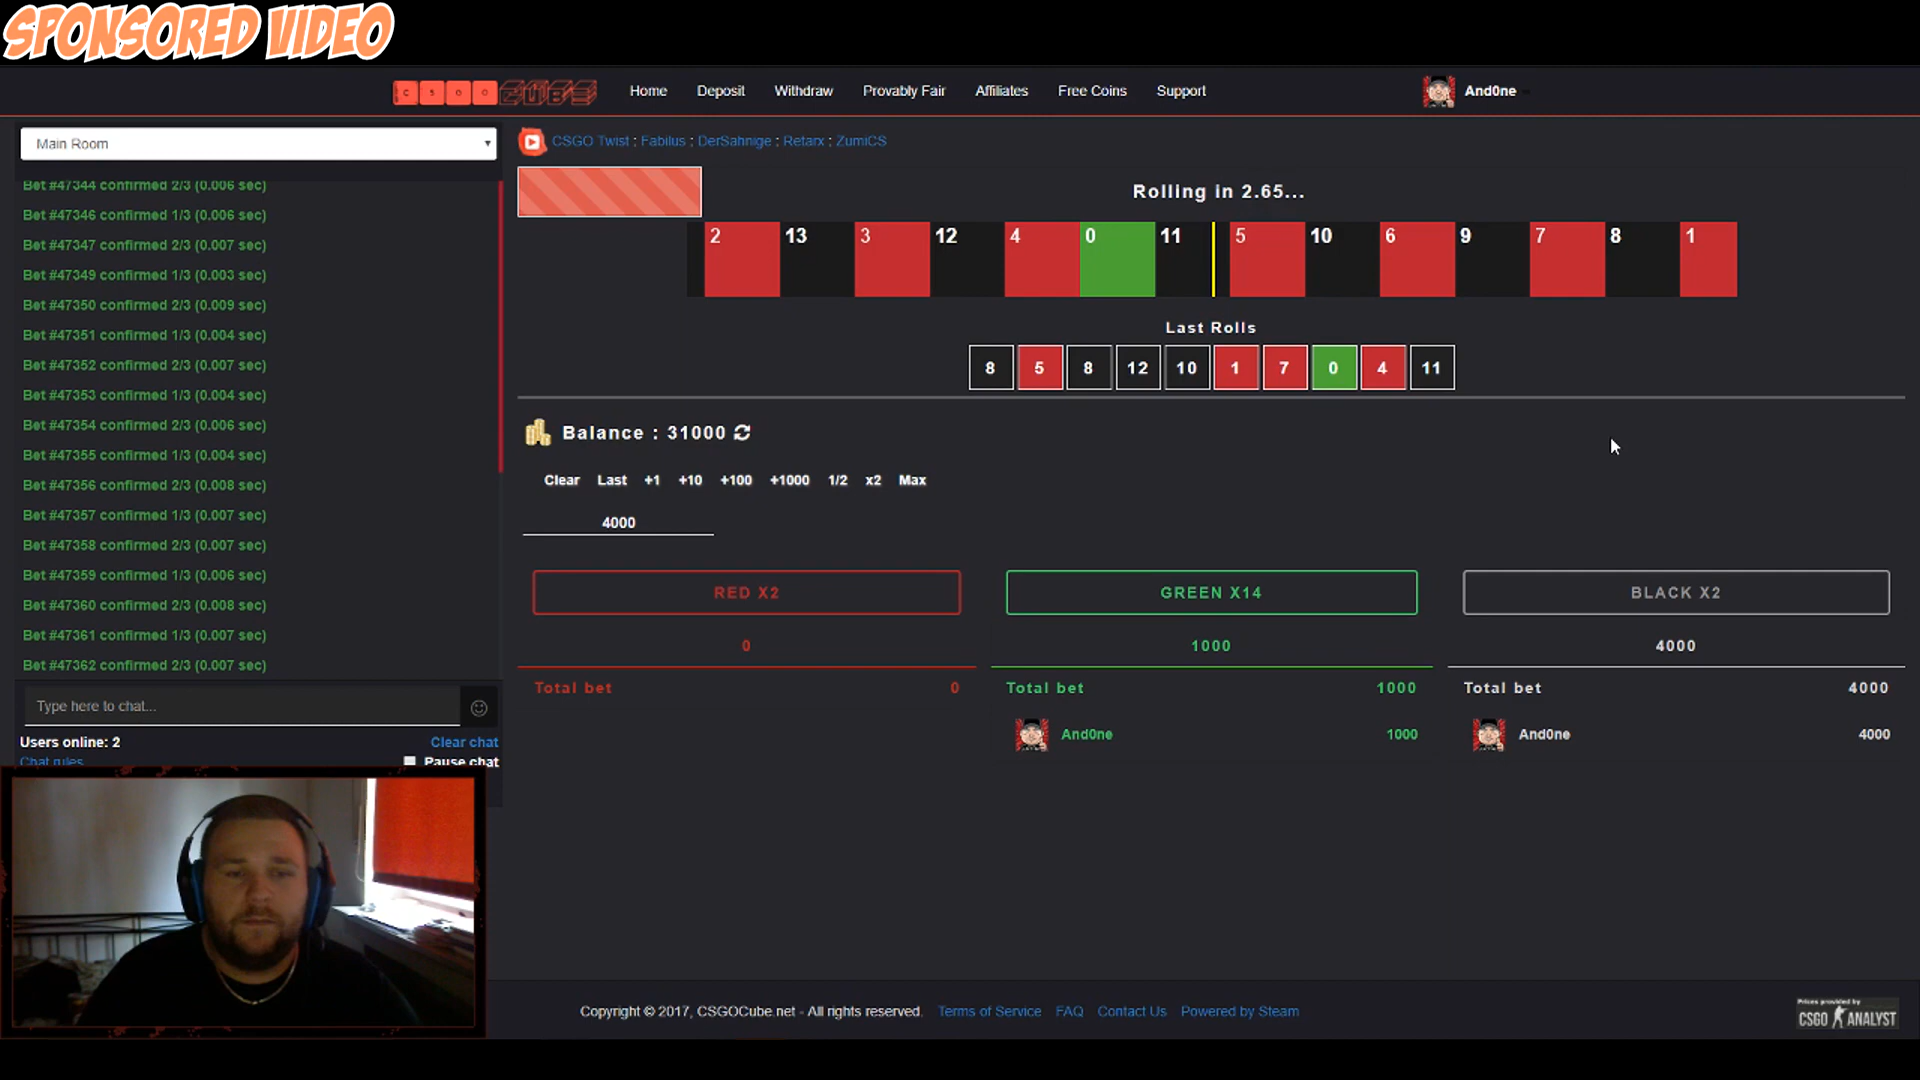 SPONSORED VIDEO
CSGO CUBE
Home Deposit Withdraw Provably Fair Affiliates Free Coins Support And0ne
Main Room
CSGO Twist : Fabilus : DerSahnige : Retarx : ZumiCS
Rolling in 2.65...
2 13 3 12 4 0 11 5 10 6 9 7 8 1
Last Rolls
8 5 8 12 10 1 7 0 4 11
Balance : 31000
Clear Last +1 +10 +100 +1000 1/2 x2 Max
4000
RED X2 GREEN X14 BLACK X2
0 1000 4000
Total bet 0 Total bet 1000 Total bet 4000
And0ne 1000 And0ne 4000
Bet #47344 confirmed 2/3 (0.006 sec)
Bet #47346 confirmed 1/3 (0.006 sec)
Bet #47347 confirmed 2/3 (0.007 sec)
Bet #47349 confirmed 1/3 (0.003 sec)
Bet #47350 confirmed 2/3 (0.009 sec)
Bet #47351 confirmed 1/3 (0.004 sec)
Bet #47352 confirmed 2/3 (0.007 sec)
Bet #47353 confirmed 1/3 (0.004 sec)
Bet #47354 confirmed 2/3 (0.006 sec)
Bet #47355 confirmed 1/3 (0.004 sec)
Bet #47356 confirmed 2/3 (0.008 sec)
Bet #47357 confirmed 1/3 (0.007 sec)
Bet #47358 confirmed 2/3 (0.007 sec)
Bet #47359 confirmed 1/3 (0.006 sec)
Bet #47360 confirmed 2/3 (0.008 sec)
Bet #47361 confirmed 1/3 (0.007 sec)
Bet #47362 confirmed 2/3 (0.007 sec)
Type here to chat...
Users online: 2 Clear chat
Chat rules Pause chat
Copyright © 2017, CSGOCube.net - All rights reserved. Terms of Service FAQ Contact Us Powered by Steam
Prices provided by
CSGO ANALYST